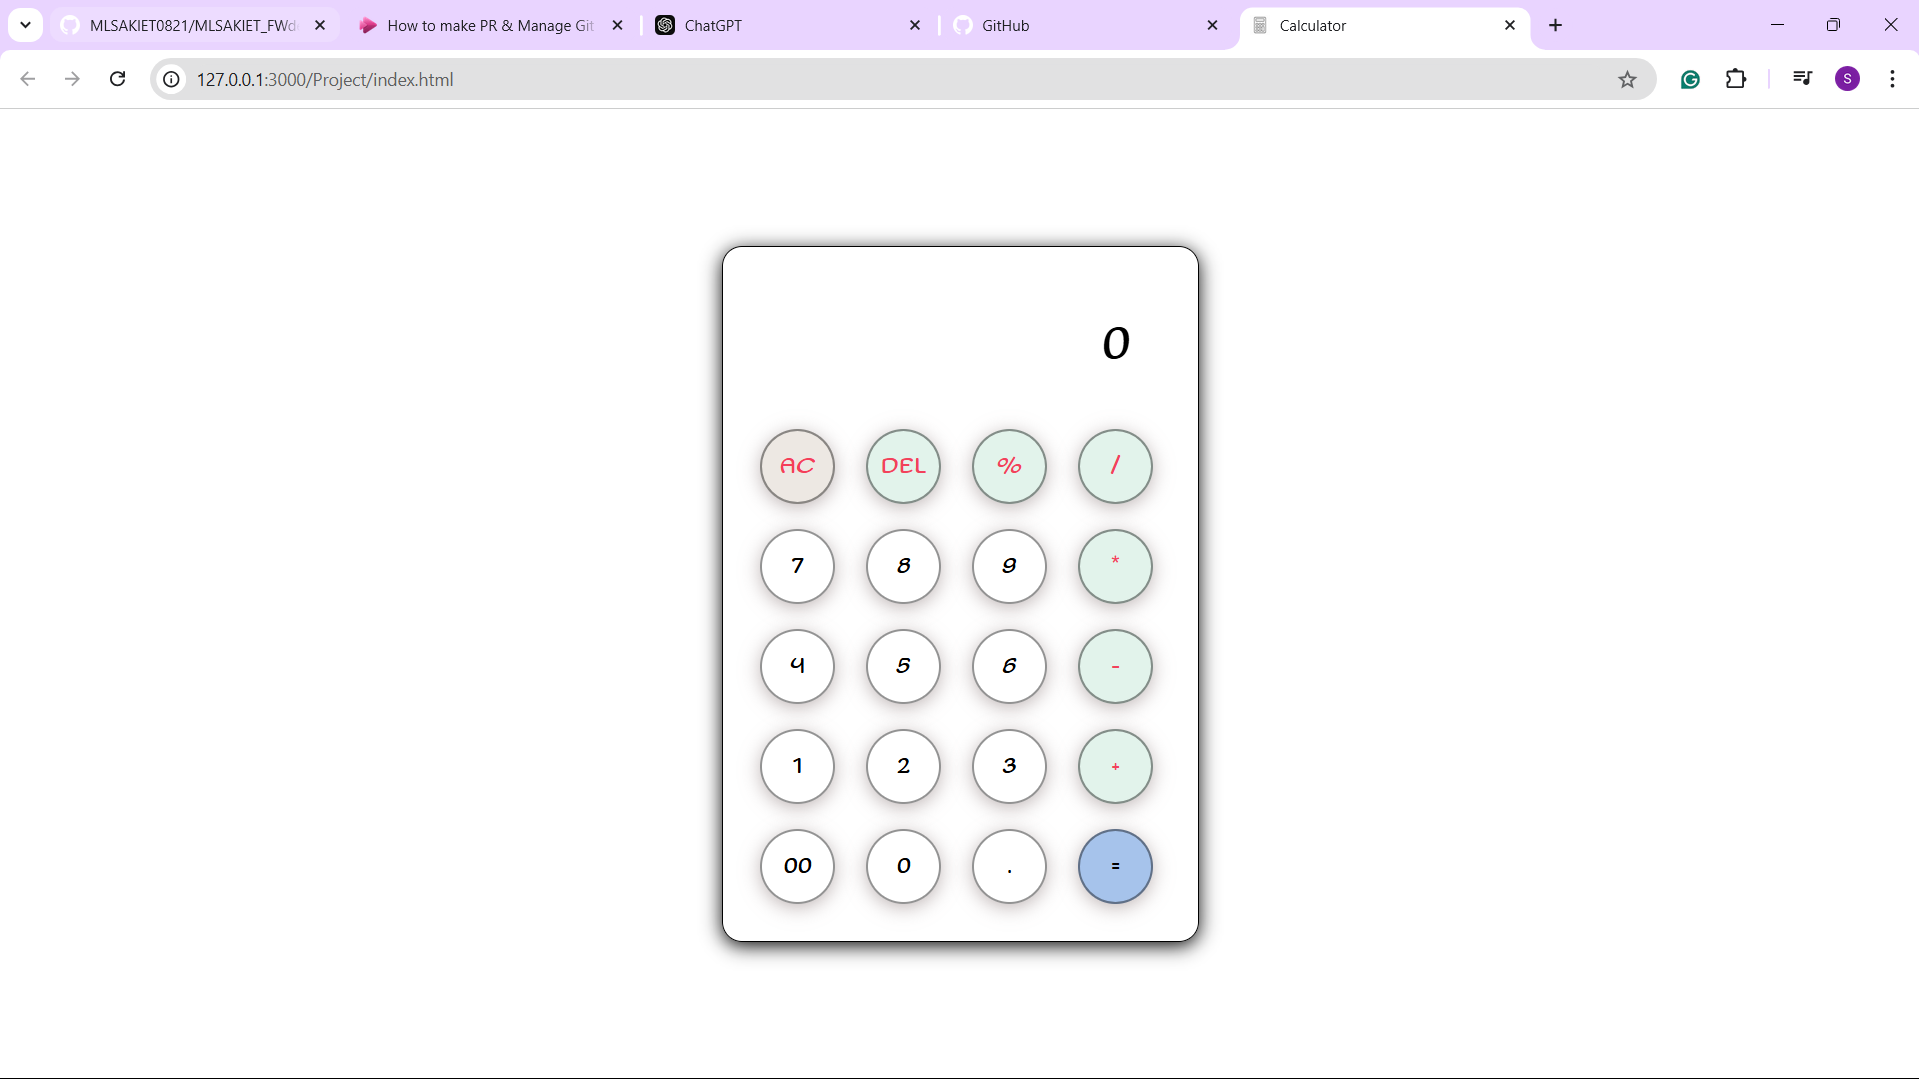 MLSAKIET0821/MLSAKIET_FWd
How to make PR & Manage Git
ChatGPT
GitHub
Calculator
127.0.0.1:3000/Project/index.html
S
0
AC DEL % /
7 8 9 *
4 5 6 -
1 2 3 +
00 0 . =